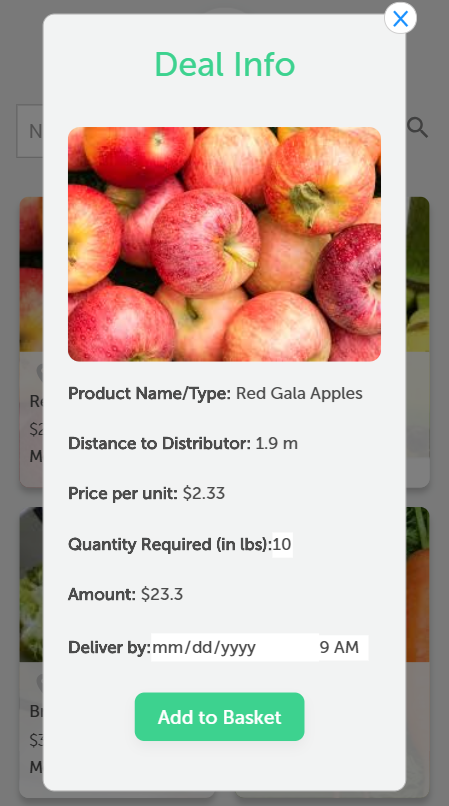 Deal Info
N
Product Name/Type: Red Gala Apples
Distance to Distributor: 1.9 m
Price per unit: $2.33
Quantity Required (in lbs):10
Amount: $23.3
Deliver by:mm/dd/yyyy 9 AM
Add to Basket